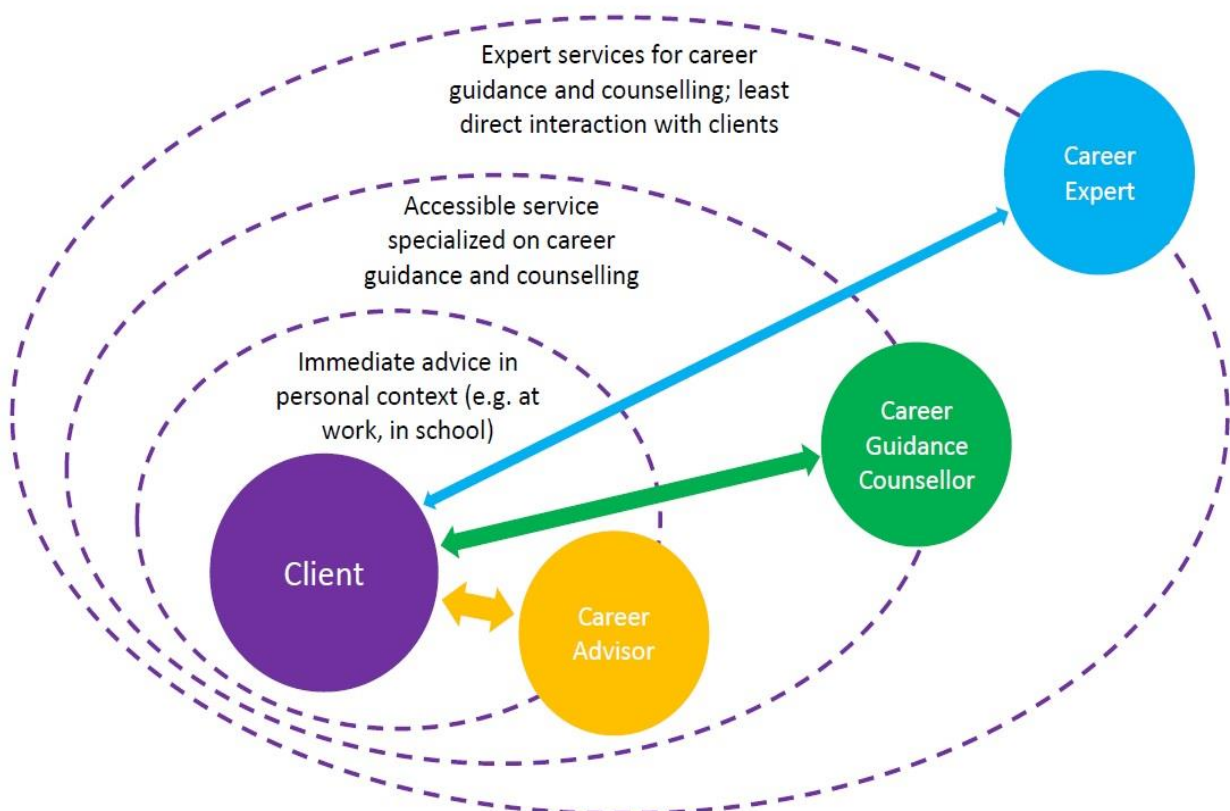 Expert services for career
guidance and counselling; least
direct interaction with clients
Career
Expert
Accessible service
specialized on career
guidance and counselling
Immediate advice in
personal context (e.g. at
work, in school)
Career
Guidance
Counsellor
Client
Career
Advisor